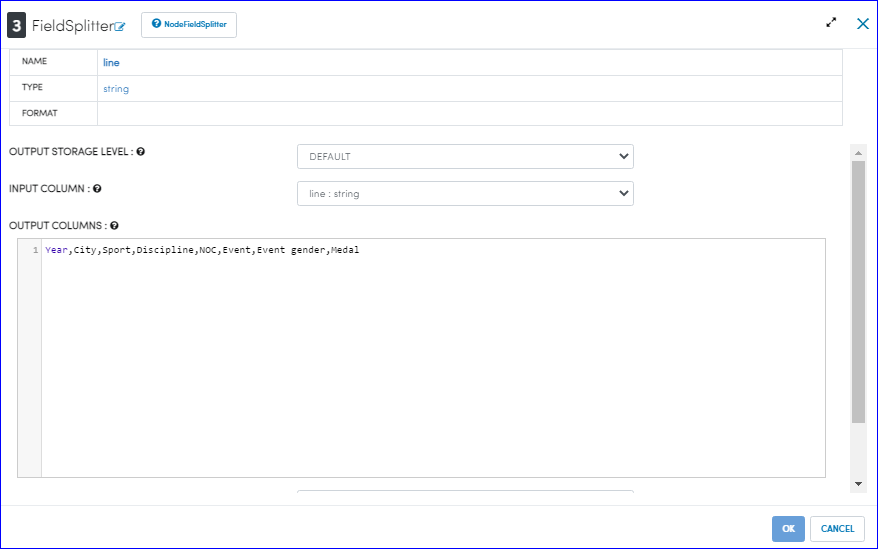 3 FieldSplitter NodeFieldSplitter
NAME line
TYPE string
FORMAT
OUTPUT STORAGE LEVEL :
DEFAULT
INPUT COLUMN :
line : string
OUTPUT COLUMNS :
1 Year,City,Sport,Discipline,NOC,Event,Event gender,Medal
OK CANCEL